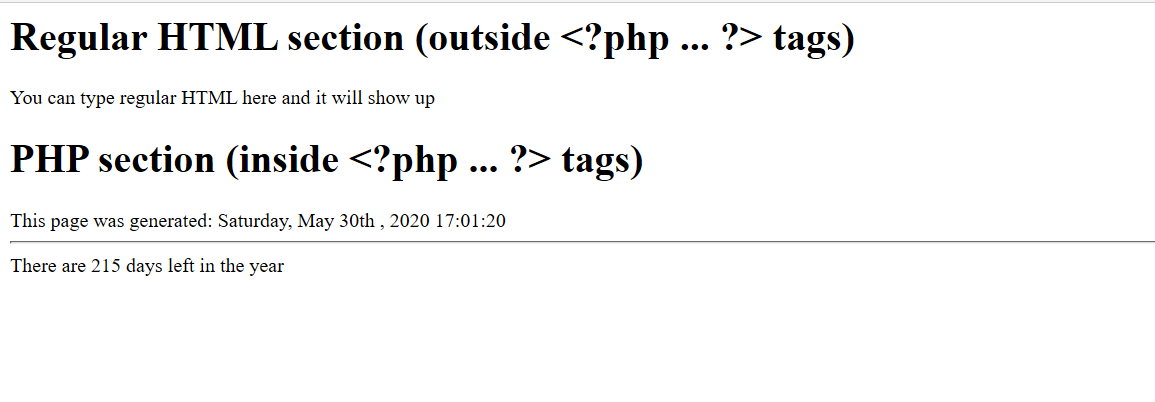 Regular HTML section (outside <?php ... ?> tags)
You can type regular HTML here and it will show up
PHP section (inside <?php ... ?> tags)
This page was generated: Saturday, May 30th , 2020 17:01:20
There are 215 days left in the year